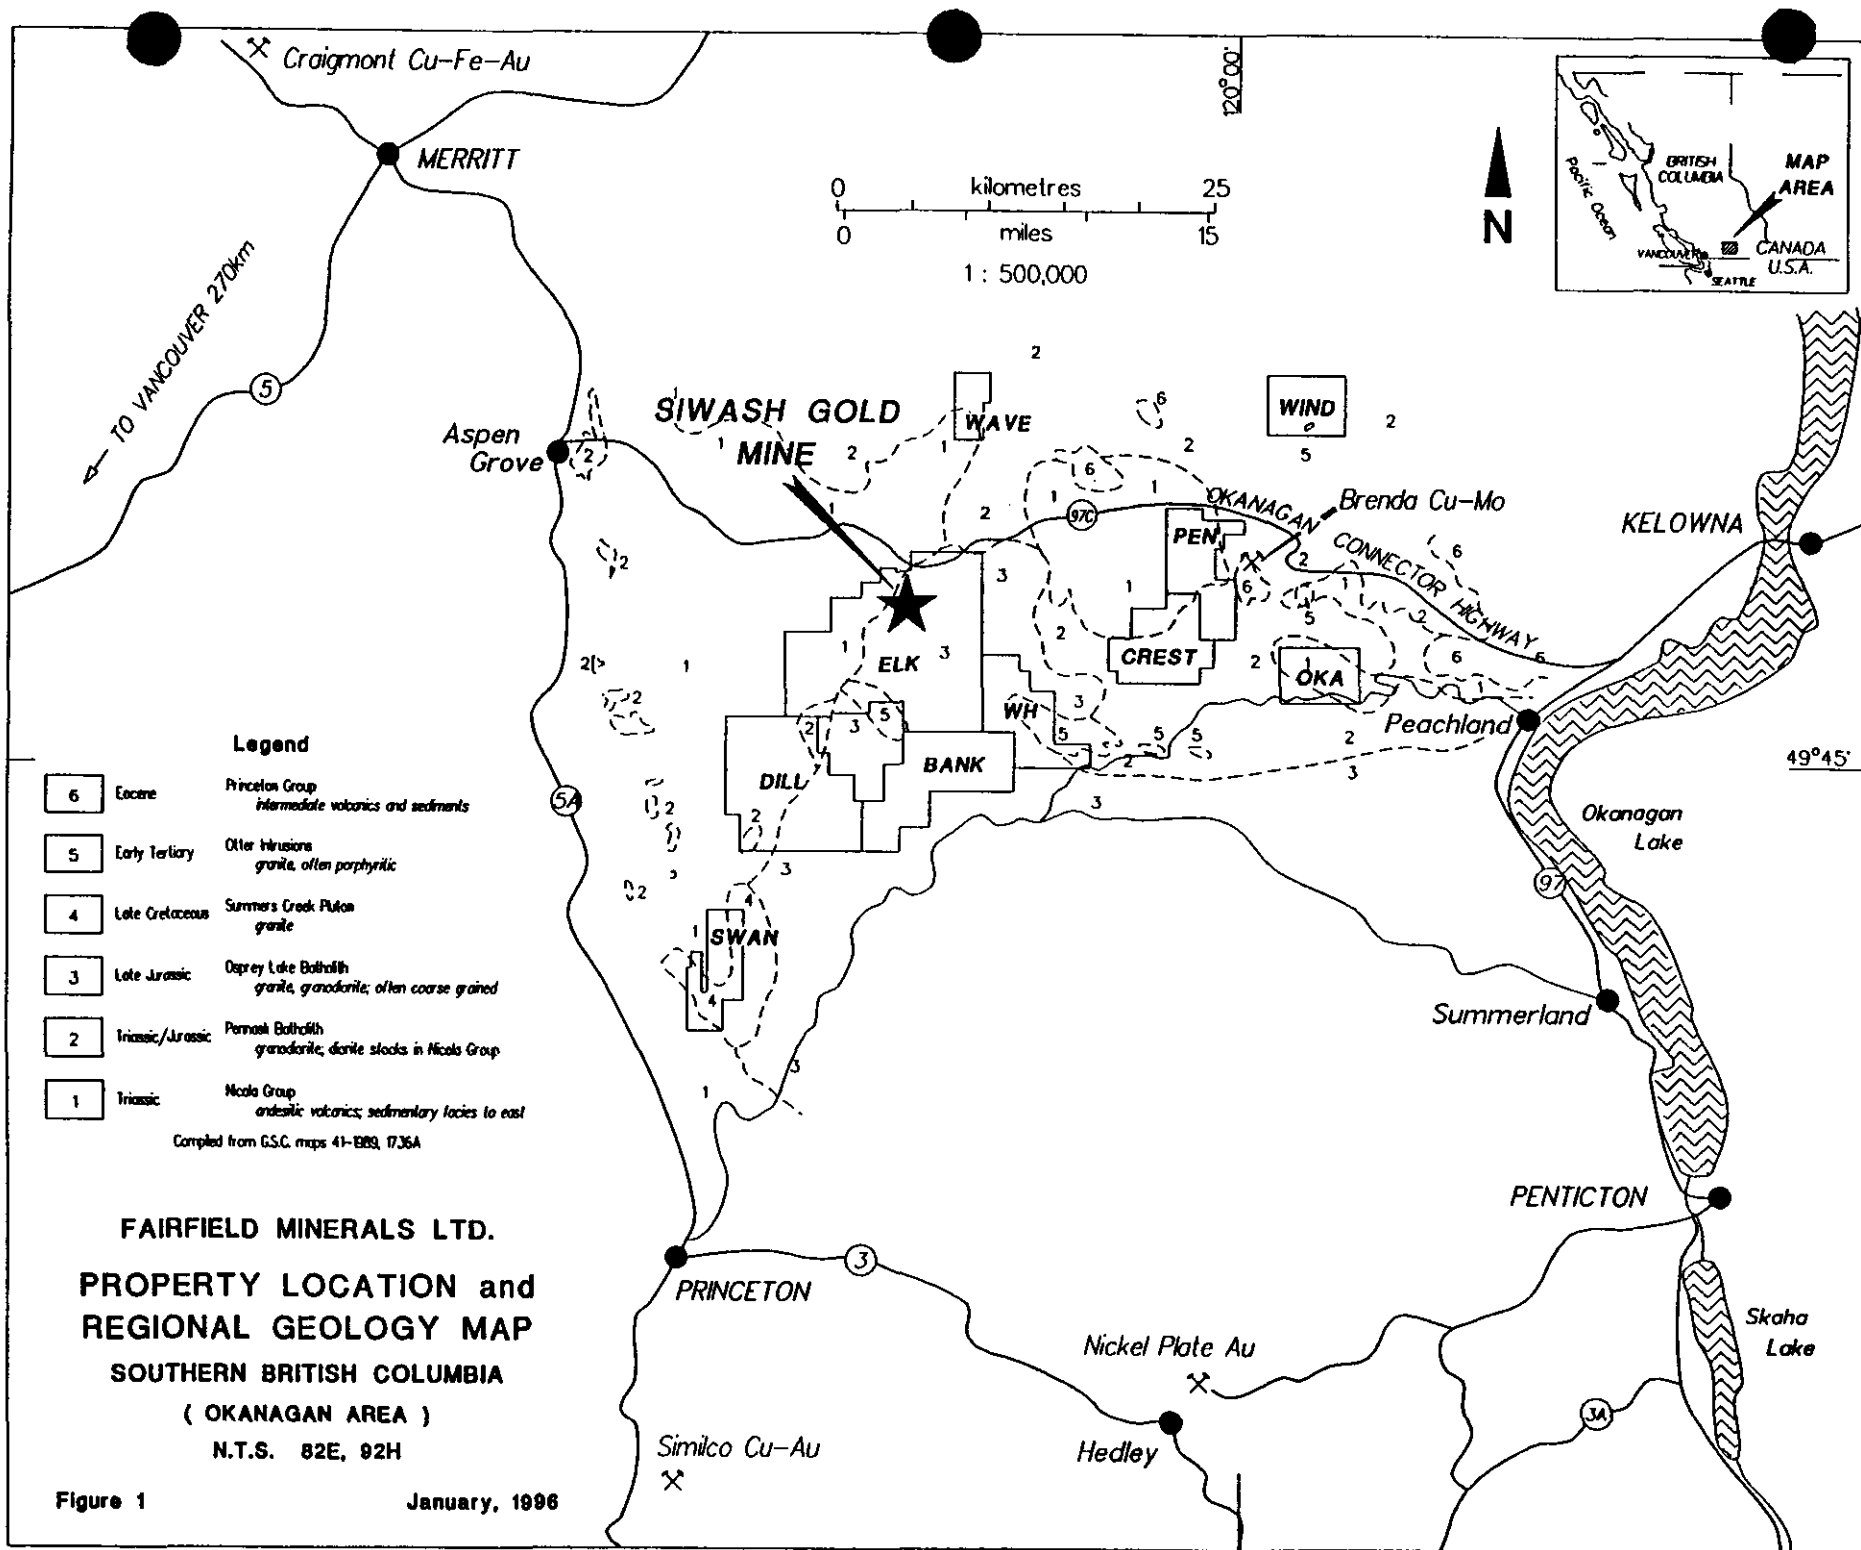 Craigmont Cu-Fe-Au
MERRITT
120°00'
0 kilometres 25
0 miles 15
1 : 500,000
N
BRITISH
COLUMBIA
MAP
AREA
Pacific Ocean
VANCOUVER
CANADA
U.S.A.
SEATTLE
TO VANCOUVER 270km
5
Aspen
Grove
SIWASH GOLD
MINE
WAVE
WIND
OKANAGAN
CONNECTOR HIGHWAY
97C
Brenda Cu-Mo
KELOWNA
PEN
ELK
CREST
OKA
WH
Peachland
DILL
BANK
49°45'
Okanagan
Lake
5A
97
SWAN
Summerland
Legend
6 Eocene Princeton Group
intermediate volcanics and sediments
5 Early Tertiary Otter Intrusions
granite, often porphyritic
4 Late Cretaceous Summers Creek Pluton
granite
3 Late Jurassic Osprey Lake Batholith
granite, granodiorite; often coarse grained
2 Triassic/Jurassic Pennask Batholith
granodiorite; diorite stocks in Nicola Group
1 Triassic Nicola Group
andesitic volcanics; sedimentary facies to east
Compiled from G.S.C. maps 41-1989, 1736A
FAIRFIELD MINERALS LTD.
PROPERTY LOCATION and
REGIONAL GEOLOGY MAP
SOUTHERN BRITISH COLUMBIA
( OKANAGAN AREA )
N.T.S. 82E, 92H
Figure 1 January, 1996
PENTICTON
PRINCETON
3
Nickel Plate Au
Skaha
Lake
3A
Hedley
Similco Cu-Au